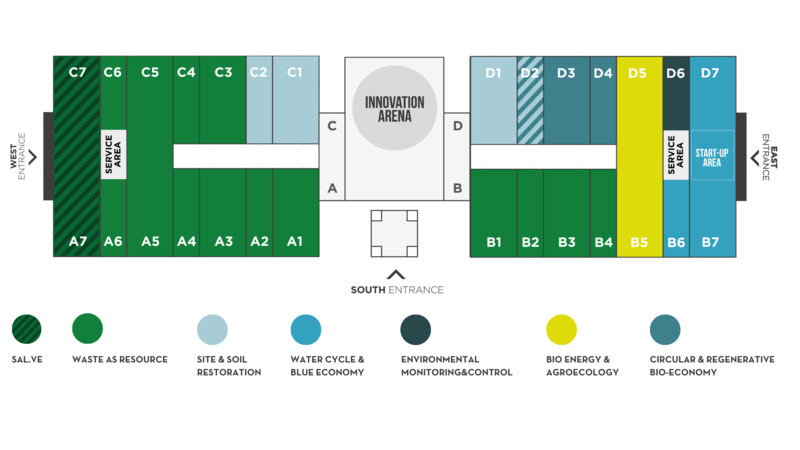 C7 C6 C5 C4 C3 C2 C1
D1 D2 D3 D4 D5 D6 D7
INNOVATION
ARENA
C
D
WEST
ENTRANCE
SERVICE
AREA
SERVICE
AREA
START-UP
AREA
EAST
ENTRANCE
A
B
A7 A6 A5 A4 A3 A2 A1
B1 B2 B3 B4 B5 B6 B7
SOUTH ENTRANCE
SAL.VE
WASTE AS RESOURCE
SITE & SOIL
RESTORATION
WATER CYCLE &
BLUE ECONOMY
ENVIRONMENTAL
MONITORING&CONTROL
BIO ENERGY &
AGROECOLOGY
CIRCULAR & REGENERATIVE
BIO-ECONOMY